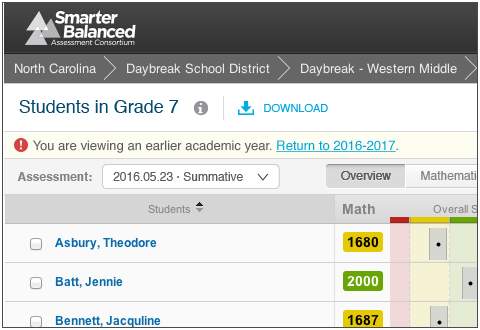 Smarter
Balanced
Assessment Consortium
North Carolina
Daybreak School District
Daybreak - Western Middle
Students in Grade 7
DOWNLOAD
You are viewing an earlier academic year. Return to 2016-2017.
Assessment: 2016.05.23 · Summative Overview Mathemati
Students Math Overall S
Asbury, Theodore 1680
Batt, Jennie 2000
Bennett, Jacquline 1687